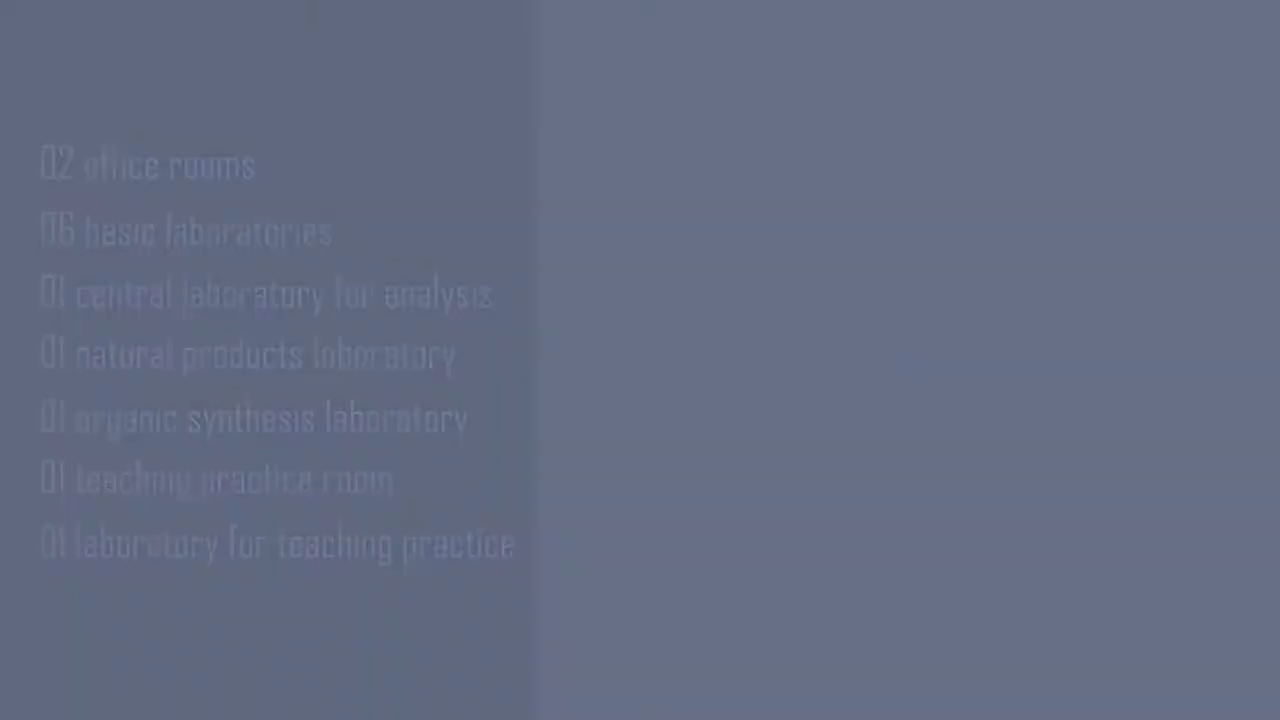 02 office rooms
06 basic laboratories
01 central laboratory for analysis
01 natural products laboratory
01 organic synthesis laboratory
01 teaching practice room
01 laboratory for teaching practice